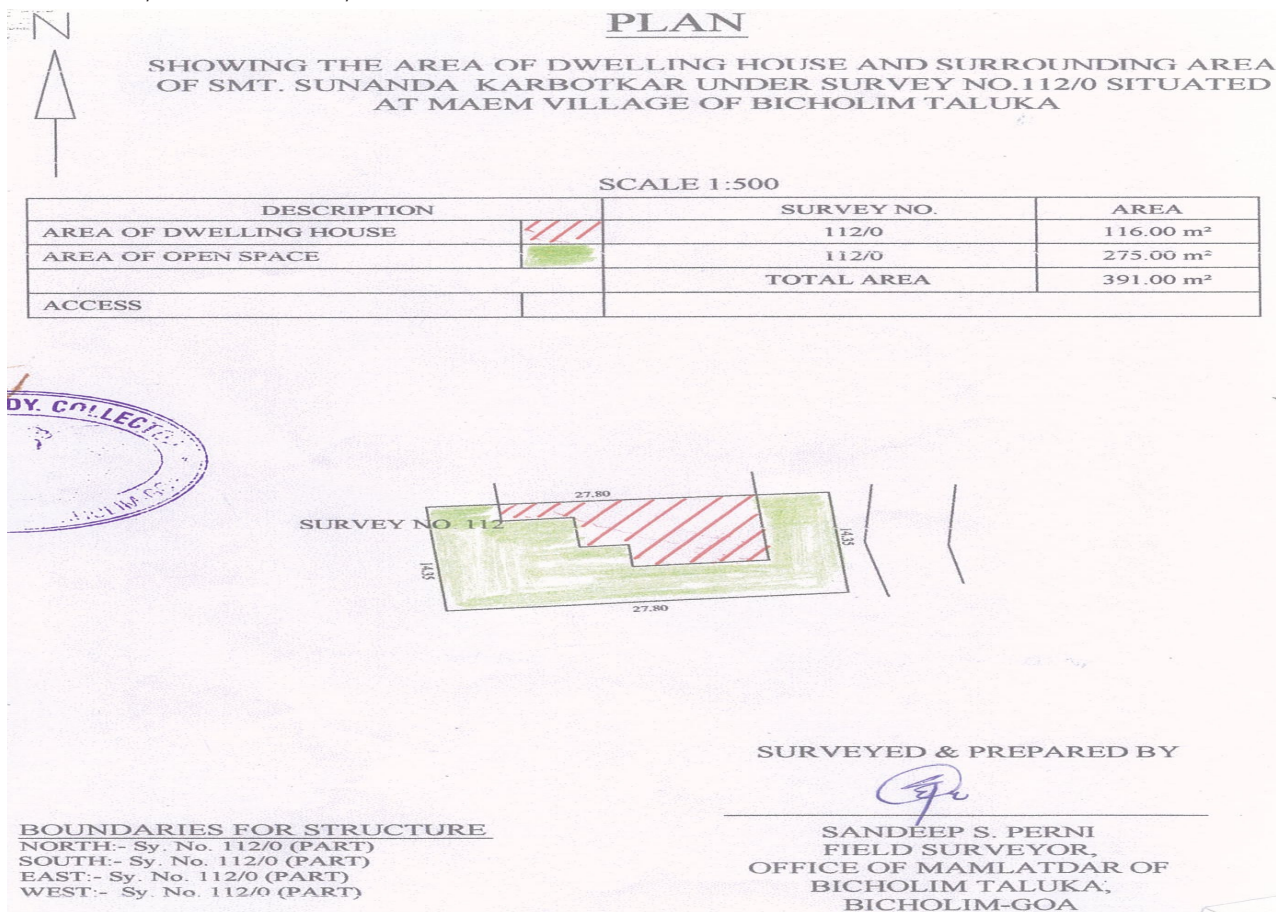 N
PLAN
SHOWING THE AREA OF DWELLING HOUSE AND SURROUNDING AREA
OF SMT. SUNANDA KARBOTKAR UNDER SURVEY NO.112/0 SITUATED
AT MAEM VILLAGE OF BICHOLIM TALUKA
SCALE 1:500
DESCRIPTION SURVEY NO. AREA
AREA OF DWELLING HOUSE 112/0 116.00 m²
AREA OF OPEN SPACE 112/0 275.00 m²
TOTAL AREA 391.00 m²
ACCESS
DY. COLLECT
27.80
SURVEY NO 112
14.35
14.35
27.80
SURVEYED & PREPARED BY
SANDEEP S. PERNI
FIELD SURVEYOR,
OFFICE OF MAMLATDAR OF
BICHOLIM TALUKA,
BICHOLIM-GOA
BOUNDARIES FOR STRUCTURE
NORTH:- Sy. No. 112/0 (PART)
SOUTH:- Sy. No. 112/0 (PART)
EAST:- Sy. No. 112/0 (PART)
WEST:- Sy. No. 112/0 (PART)